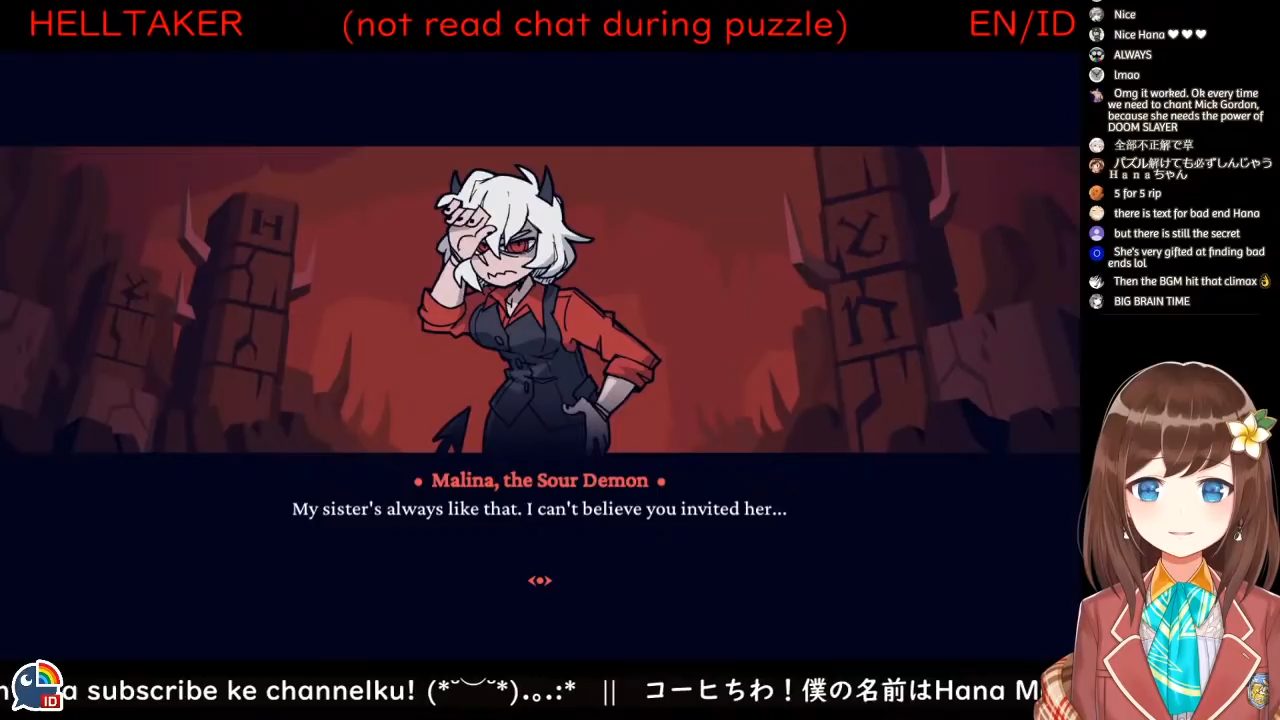 HELLTAKER (not read chat during puzzle) EN/ID
Nice
Nice Hana ♥ ♥ ♥
ALWAYS
lmao
Omg it worked. Ok every time
we need to chant Mick Gordon,
because she needs the power of
DOOM SLAYER
全部不正解で草
パズル解けても必ずしんじゃう
Ｈａｎａちゃん
5 for 5 rip
there is text for bad end Hana
but there is still the secret
She's very gifted at finding bad
ends lol
Then the BGM hit that climax 👌
BIG BRAIN TIME
• Malina, the Sour Demon •
My sister's always like that. I can't believe you invited her...
a subscribe ke channelku! (*˘︶˘*).｡.:* || コーヒちわ！僕の名前はHana M
ID